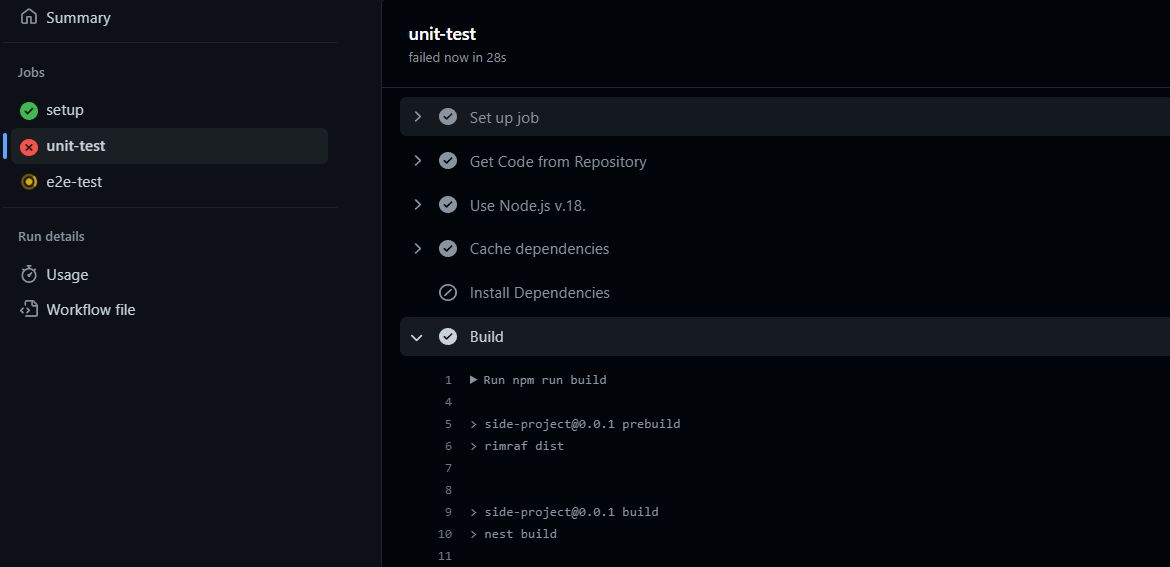 Summary
Jobs
setup
unit-test
e2e-test
Run details
Usage
Workflow file
unit-test
failed now in 28s
Set up job
Get Code from Repository
Use Node.js v.18.
Cache dependencies
Install Dependencies
Build
1 Run npm run build
4
5 > side-project@0.0.1 prebuild
6 > rimraf dist
7
8
9 > side-project@0.0.1 build
10 > nest build
11